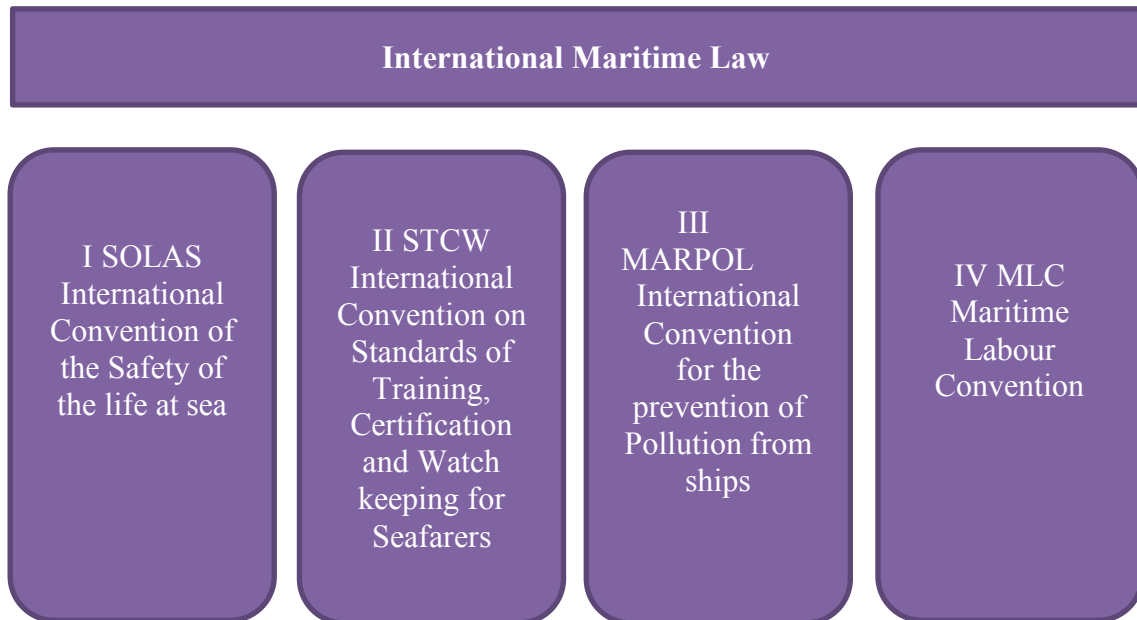 International Maritime Law
I SOLAS
International
Convention of
the Safety of
the life at sea
II STCW
International
Convention on
Standards of
Training,
Certification
and Watch
keeping for
Seafarers
III
MARPOL
International
Convention
for the
prevention of
Pollution from
ships
IV MLC
Maritime
Labour
Convention